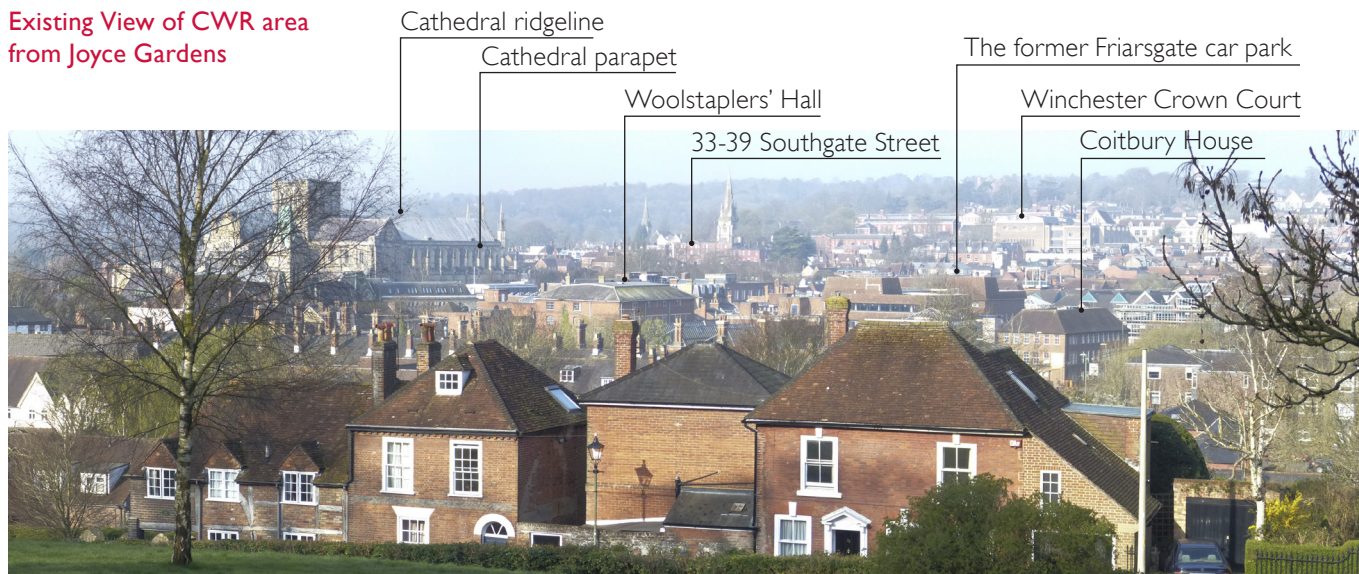 Existing View of CWR area
from Joyce Gardens
Cathedral ridgeline
Cathedral parapet
Woolstaplers' Hall
33-39 Southgate Street
The former Friarsgate car park
Winchester Crown Court
Coitbury House